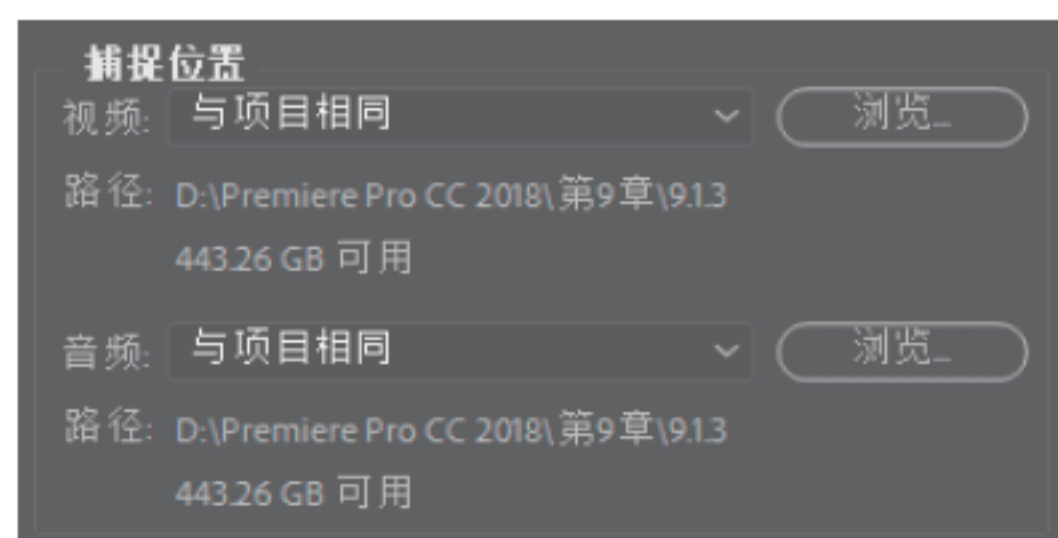 捕捉位置
视频: 与项目相同 浏览...
路径: D:\Premiere Pro CC 2018\第9章\9.1.3
443.26 GB 可用
音频: 与项目相同 浏览...
路径: D:\Premiere Pro CC 2018\第9章\9.1.3
443.26 GB 可用